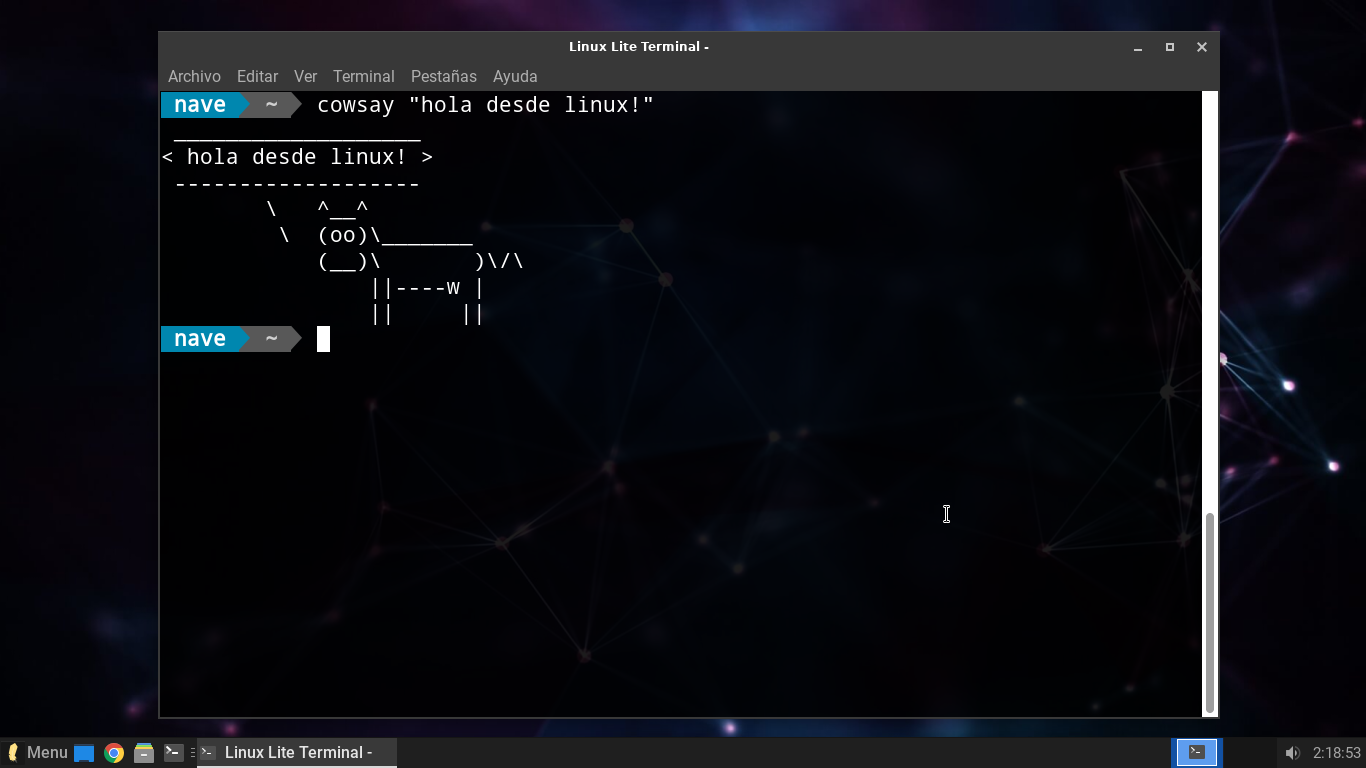 Linux Lite Terminal -
Archivo Editar Ver Terminal Pestañas Ayuda
nave ~ cowsay "hola desde linux!"
 ___________________
< hola desde linux! >
 -------------------
        \   ^__^
         \  (oo)\_______
            (__)\       )\/\
                ||----w |
                ||     ||
nave ~
Menu Linux Lite Terminal - 2:18:53